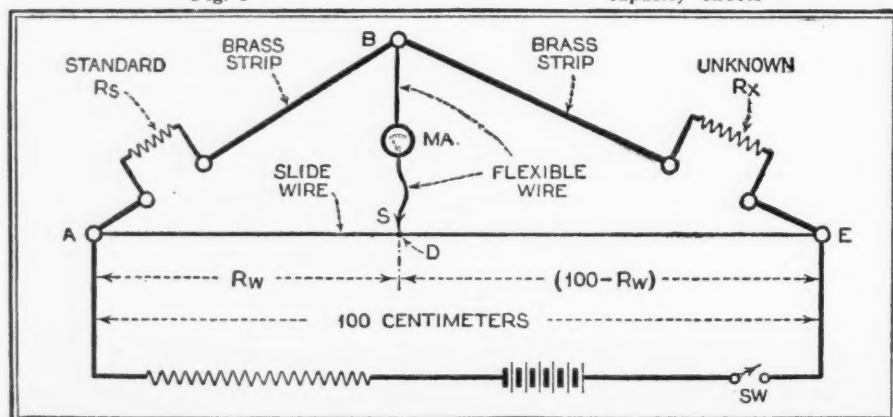 BRASS STRIP
B
BRASS STRIP
STANDARD RS
UNKNOWN RX
MA.
SLIDE WIRE
FLEXIBLE WIRE
S
A
D
E
RW
(100-RW)
100 CENTIMETERS
SW